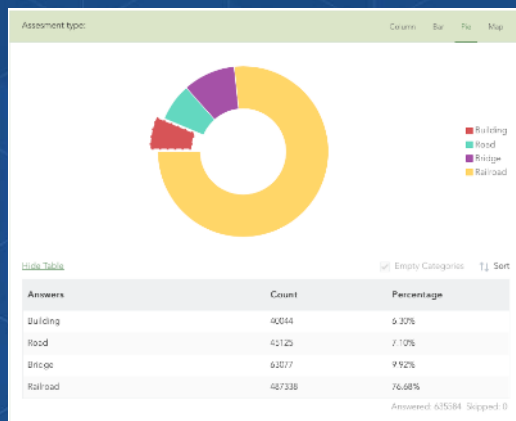 Assesment type: Column Bar Pie Map
Building
Road
Bridge
Railroad
Hide Table Empty Categories Sort
Answers Count Percentage
Building 40044 6.30%
Road 45125 7.10%
Bridge 63077 9.92%
Railroad 487338 76.68%
Answered: 635584 Skipped: 0